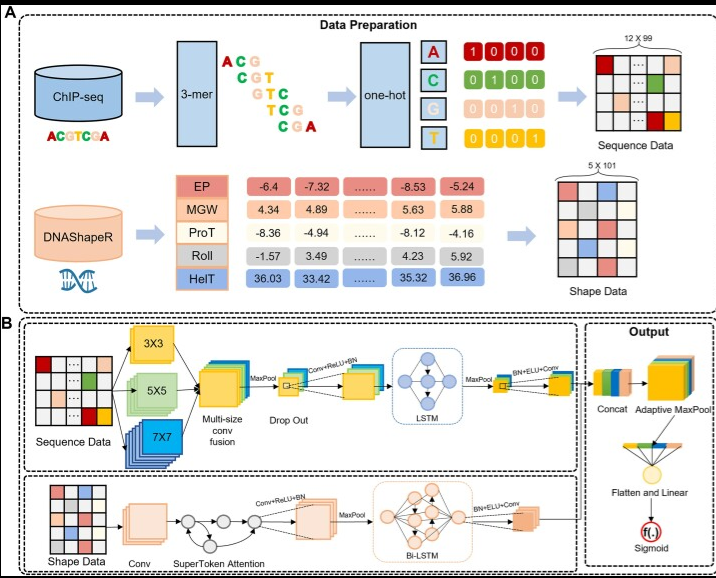 A
Data Preparation
ChIP-seq
ACGTCGA
3-mer
A C G
C G T
G T C
T C G
C G A
one-hot
A 1 0 0 0
C 0 1 0 0
G 0 0 1 0
T 0 0 0 1
12 X 99
Sequence Data
DNAShapeR
EP -6.4 -7.32 ...... -8.53 -5.24
MGW 4.34 4.89 ...... 5.63 5.88
ProT -8.36 -4.94 ...... -8.12 -4.16
Roll -1.57 3.49 ...... 4.23 5.92
HelT 36.03 33.42 ...... 35.32 36.96
5 X 101
Shape Data
B
Sequence Data
3X3
5X5
7X7
Multi-size
conv
fusion
MaxPool
Drop Out
Conv+ReLU+BN
LSTM
MaxPool
BN+ELU+Conv
Shape Data
Conv
SuperToken Attention
Conv+ReLU+BN
MaxPool
Bi-LSTM
BN+ELU+Conv
Output
Concat
Adaptive MaxPool
Flatten and Linear
f(.)
Sigmoid